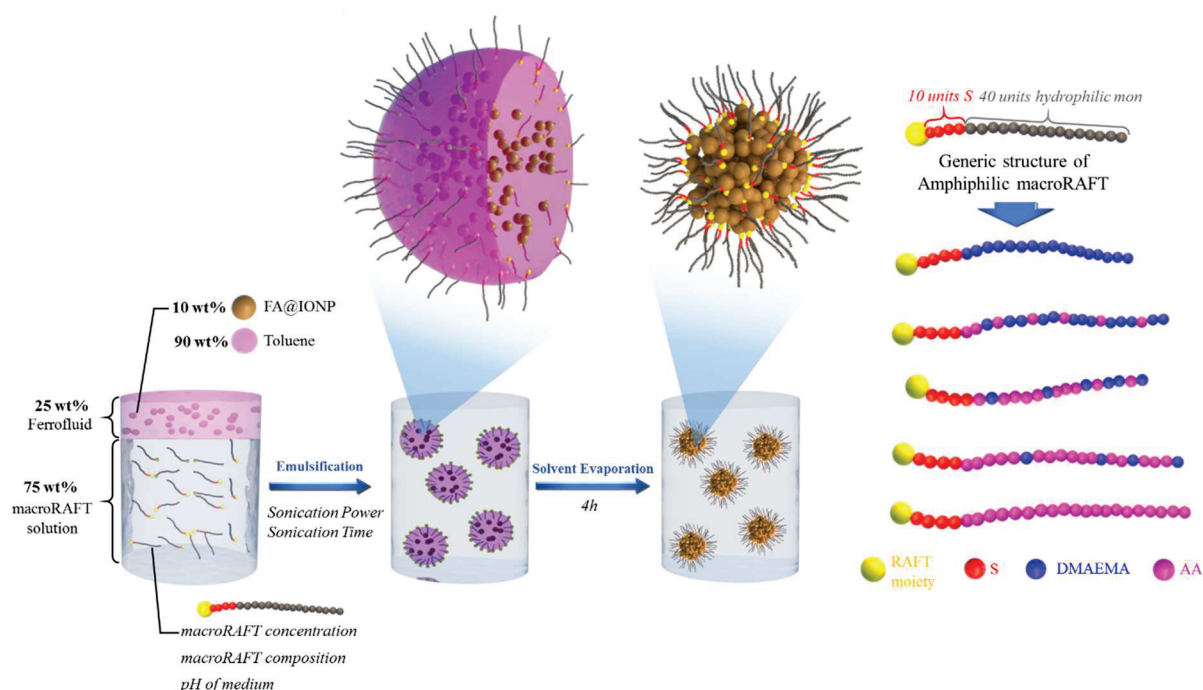 10 wt% FA@IONP
90 wt% Toluene
25 wt%
Ferrofluid
75 wt%
macroRAFT
solution
Emulsification
Sonication Power
Sonication Time
Solvent Evaporation
4h
macroRAFT concentration
macroRAFT composition
pH of medium
10 units S 40 units hydrophilic mon
Generic structure of
Amphiphilic macroRAFT
RAFT
moiety
S
DMAEMA
AA